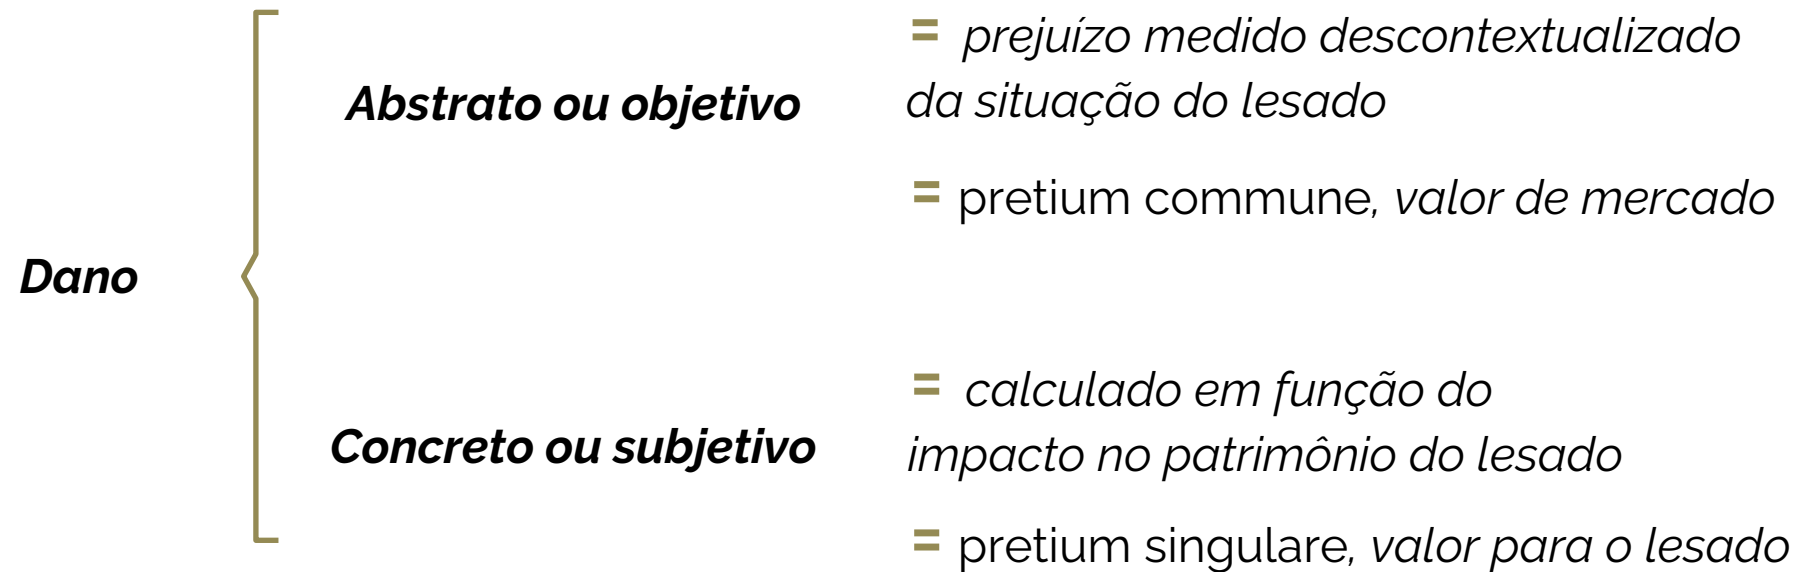 Dano
Abstrato ou objetivo
= prejuízo medido descontextualizado
da situação do lesado
= pretium commune, valor de mercado
Concreto ou subjetivo
= calculado em função do
impacto no patrimônio do lesado
= pretium singulare, valor para o lesado